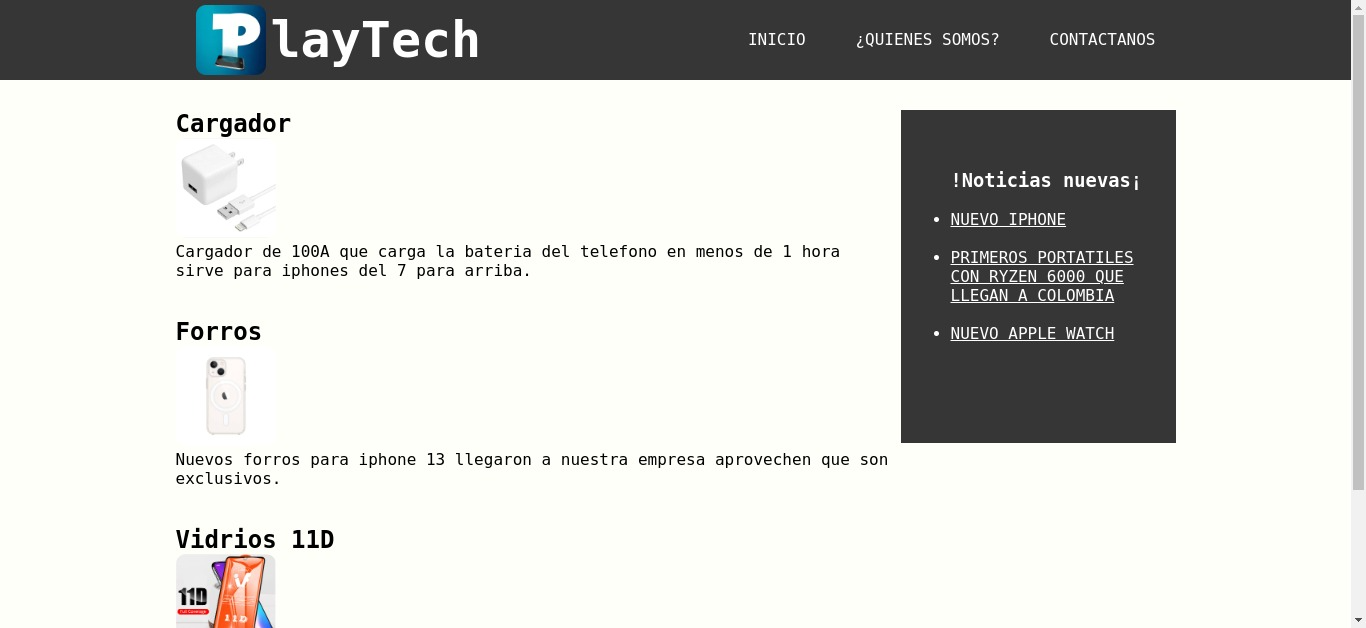 PlayTech
INICIO
¿QUIENES SOMOS?
CONTACTANOS
Cargador
Cargador de 100A que carga la bateria del telefono en menos de 1 hora
sirve para iphones del 7 para arriba.
Forros
Nuevos forros para iphone 13 llegaron a nuestra empresa aprovechen que son
exclusivos.
Vidrios 11D
11D
Full Coverage
11D
!Noticias nuevas¡
NUEVO IPHONE
PRIMEROS PORTATILES
CON RYZEN 6000 QUE
LLEGAN A COLOMBIA
NUEVO APPLE WATCH